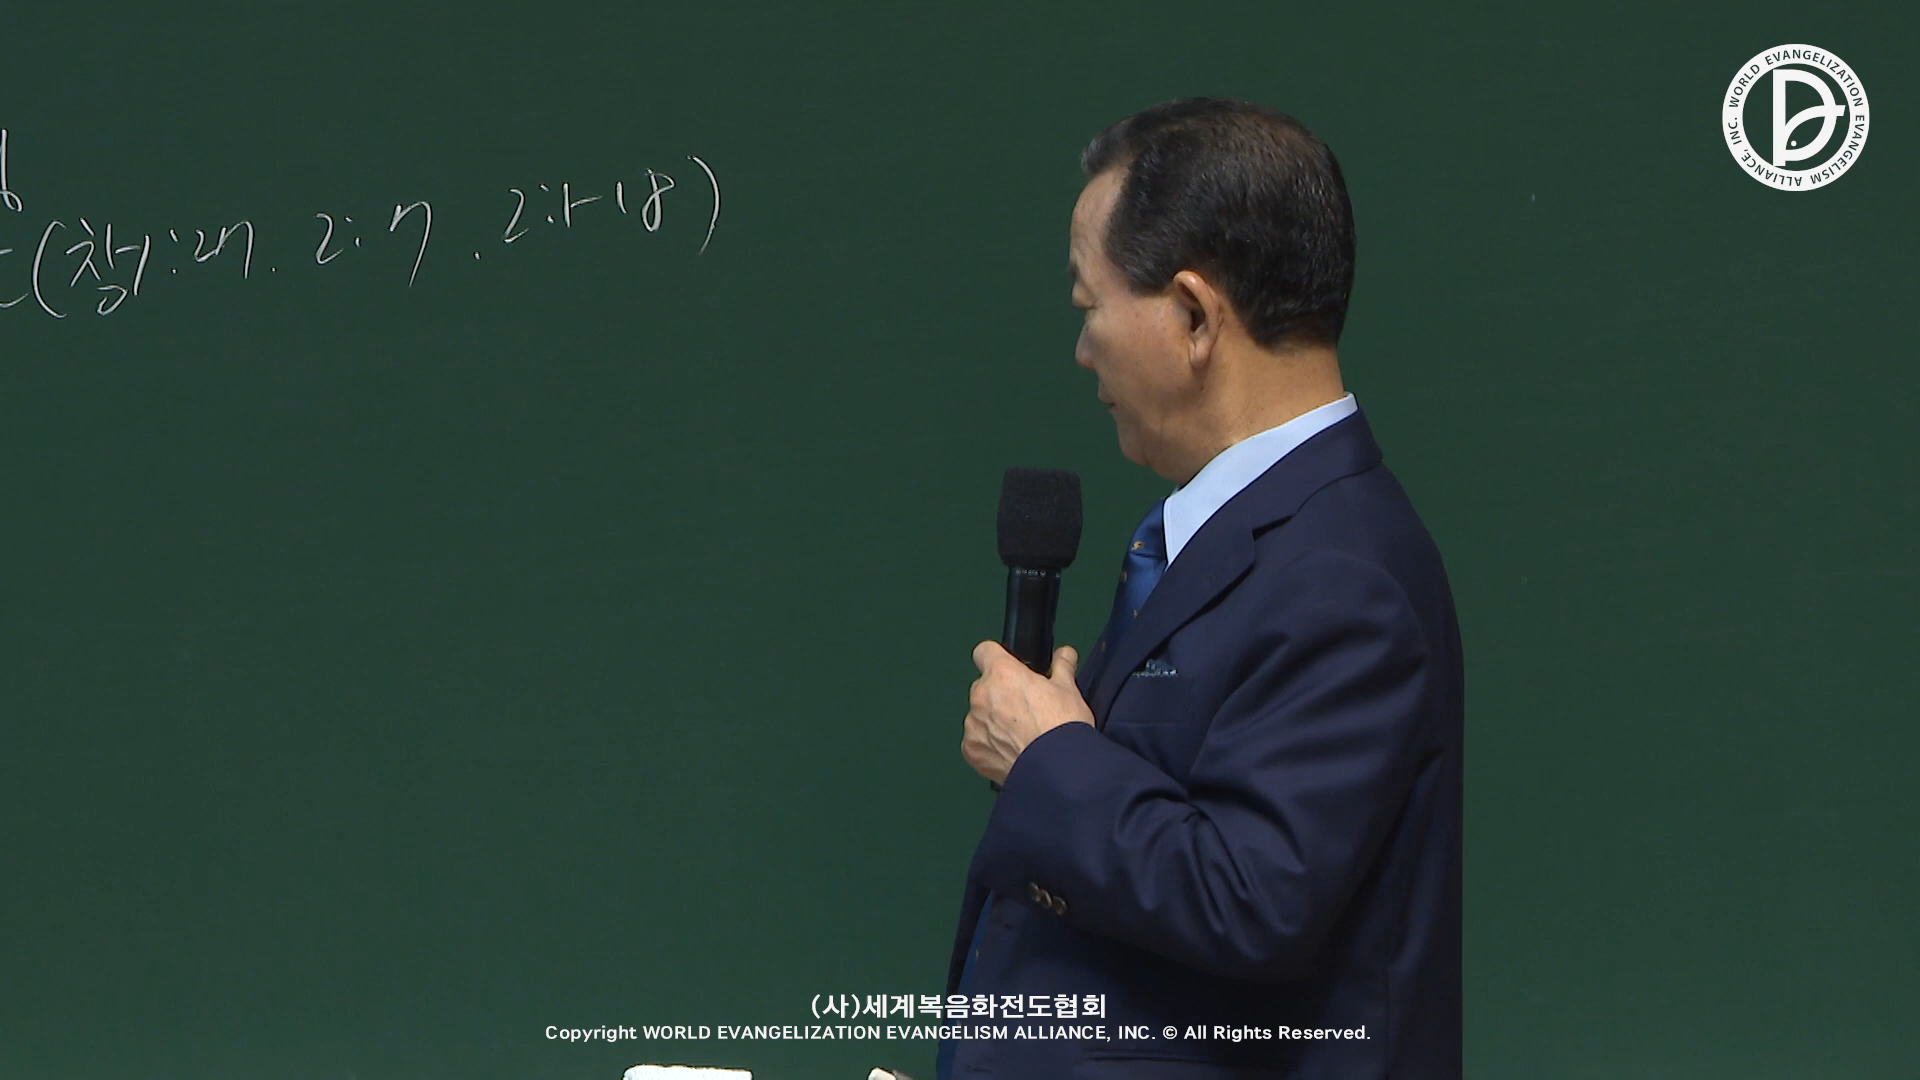 (창1:27. 2:7. 2:1-18)
WORLD EVANGELIZATION EVANGELISM ALLIANCE, INC.
(사)세계복음화전도협회
Copyright WORLD EVANGELIZATION EVANGELISM ALLIANCE, INC. © All Rights Reserved.